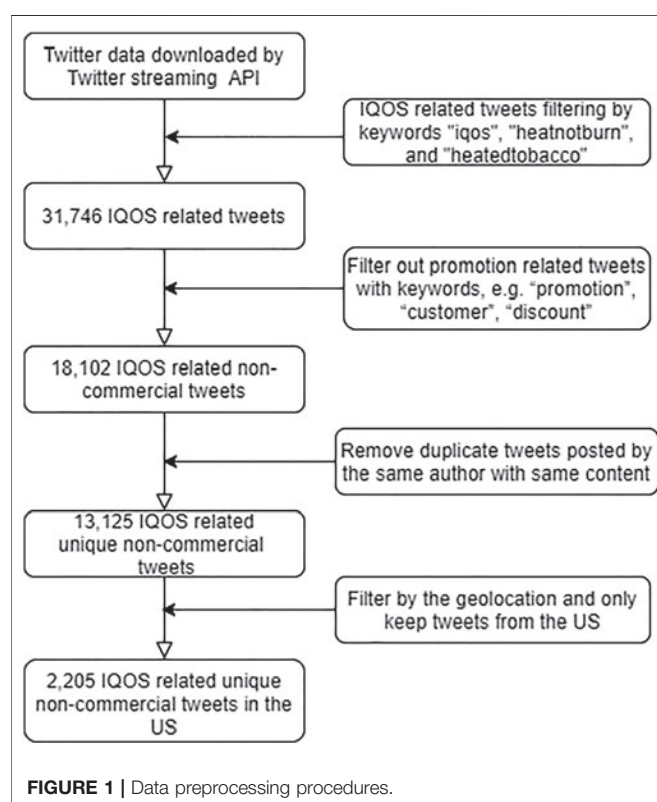 Twitter data downloaded by
Twitter streaming API
IQOS related tweets filtering by
keywords "iqos", "heatnotburn",
and "heatedtobacco"
31,746 IQOS related tweets
Filter out promotion related tweets
with keywords, e.g. “promotion”,
“customer”, “discount”
18,102 IQOS related non-
commercial tweets
Remove duplicate tweets posted by
the same author with same content
13,125 IQOS related
unique non-commercial
tweets
Filter by the geolocation and only
keep tweets from the US
2,205 IQOS related unique
non-commercial tweets in the
US
FIGURE 1 | Data preprocessing procedures.